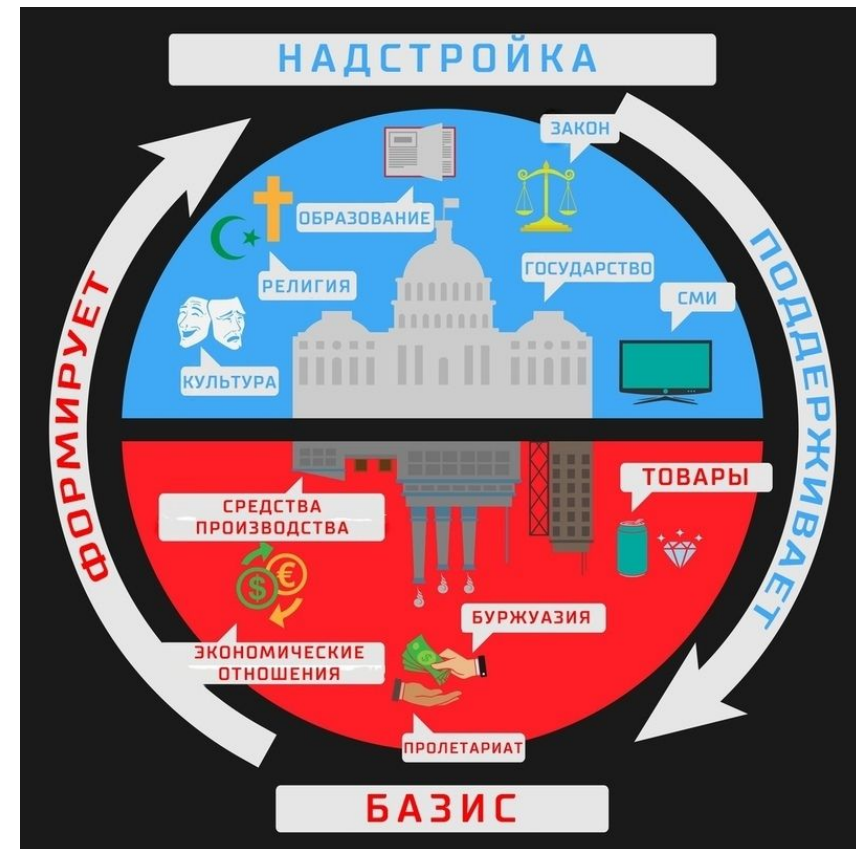 НАДСТРОЙКА
ЗАКОН
ОБРАЗОВАНИЕ
ГОСУДАРСТВО
РЕЛИГИЯ
СМИ
КУЛЬТУРА
ФОРМИРУЕТ
ПОДДЕРЖИВАЕТ
ТОВАРЫ
СРЕДСТВА
ПРОИЗВОДСТВА
$
€
БУРЖУАЗИЯ
ЭКОНОМИЧЕСКИЕ
ОТНОШЕНИЯ
ПРОЛЕТАРИАТ
БАЗИС